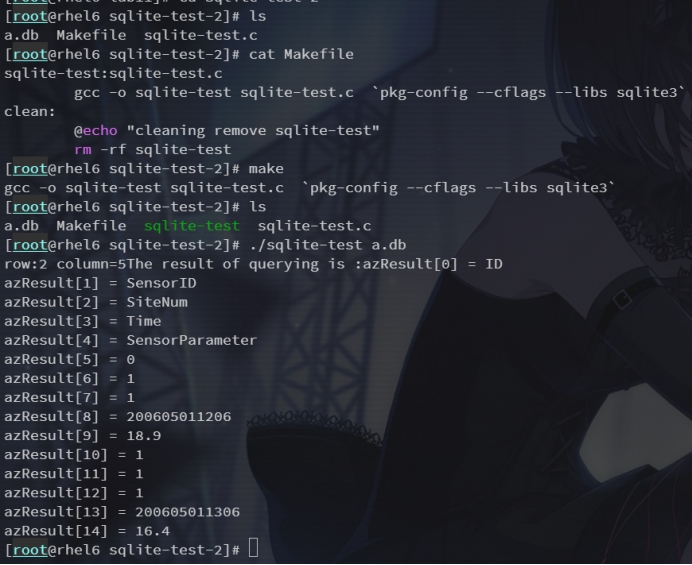 [root@rhel6 sqlite-test-2]# ls
a.db  Makefile  sqlite-test.c
[root@rhel6 sqlite-test-2]# cat Makefile
sqlite-test:sqlite-test.c
        gcc -o sqlite-test sqlite-test.c  `pkg-config --cflags --libs sqlite3`
clean:
        @echo "cleaning remove sqlite-test"
        rm -rf sqlite-test
[root@rhel6 sqlite-test-2]# make
gcc -o sqlite-test sqlite-test.c  `pkg-config --cflags --libs sqlite3`
[root@rhel6 sqlite-test-2]# ls
a.db  Makefile  sqlite-test  sqlite-test.c
[root@rhel6 sqlite-test-2]# ./sqlite-test a.db
row:2 column=5The result of querying is :azResult[0] = ID
azResult[1] = SensorID
azResult[2] = SiteNum
azResult[3] = Time
azResult[4] = SensorParameter
azResult[5] = 0
azResult[6] = 1
azResult[7] = 1
azResult[8] = 200605011206
azResult[9] = 18.9
azResult[10] = 1
azResult[11] = 1
azResult[12] = 1
azResult[13] = 200605011306
azResult[14] = 16.4
[root@rhel6 sqlite-test-2]#